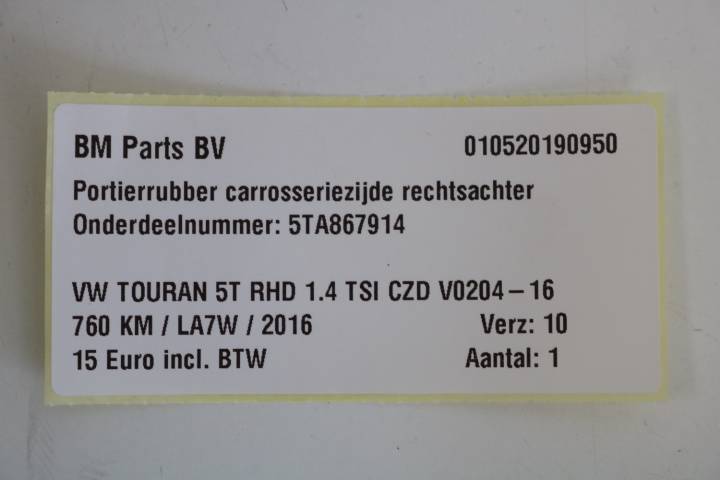 BM Parts BV 010520190950
Portierrubber carrosseriezijde rechtsachter
Onderdeelnummer: 5TA867914
VW TOURAN 5T RHD 1.4 TSI CZD V0204-16
760 KM / LA7W / 2016 Verz: 10
15 Euro incl. BTW Aantal: 1